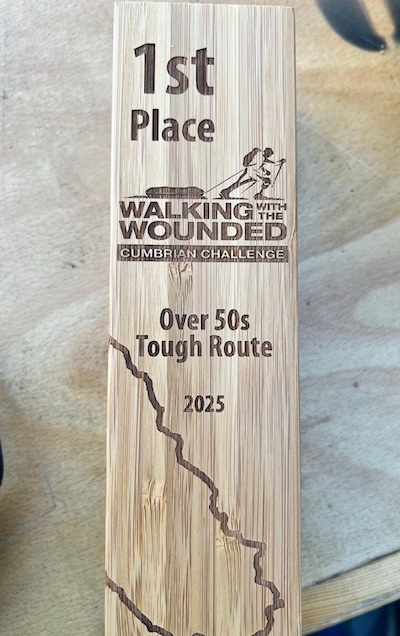 1st
Place
WALKING WITH THE
WOUNDED
CUMBRIAN CHALLENGE
Over 50s
Tough Route
2025